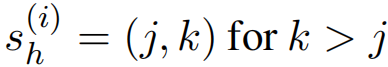 $s_h^{(i)} = (j, k)$ for $k > j$